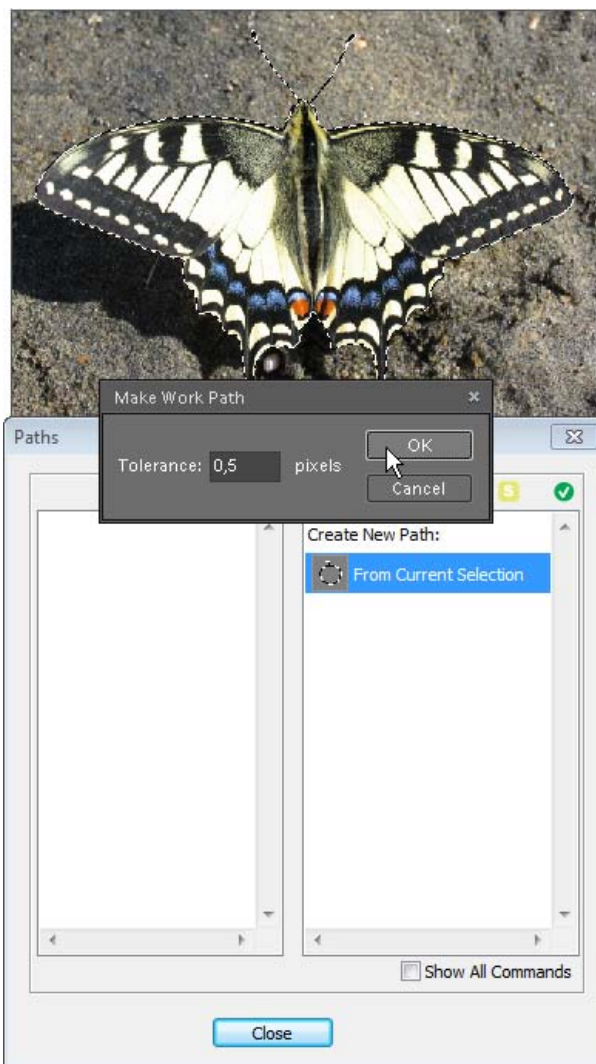 Make Work Path
Tolerance: 0,5 pixels
OK
Cancel
Paths
S
Create New Path:
From Current Selection
Show All Commands
Close